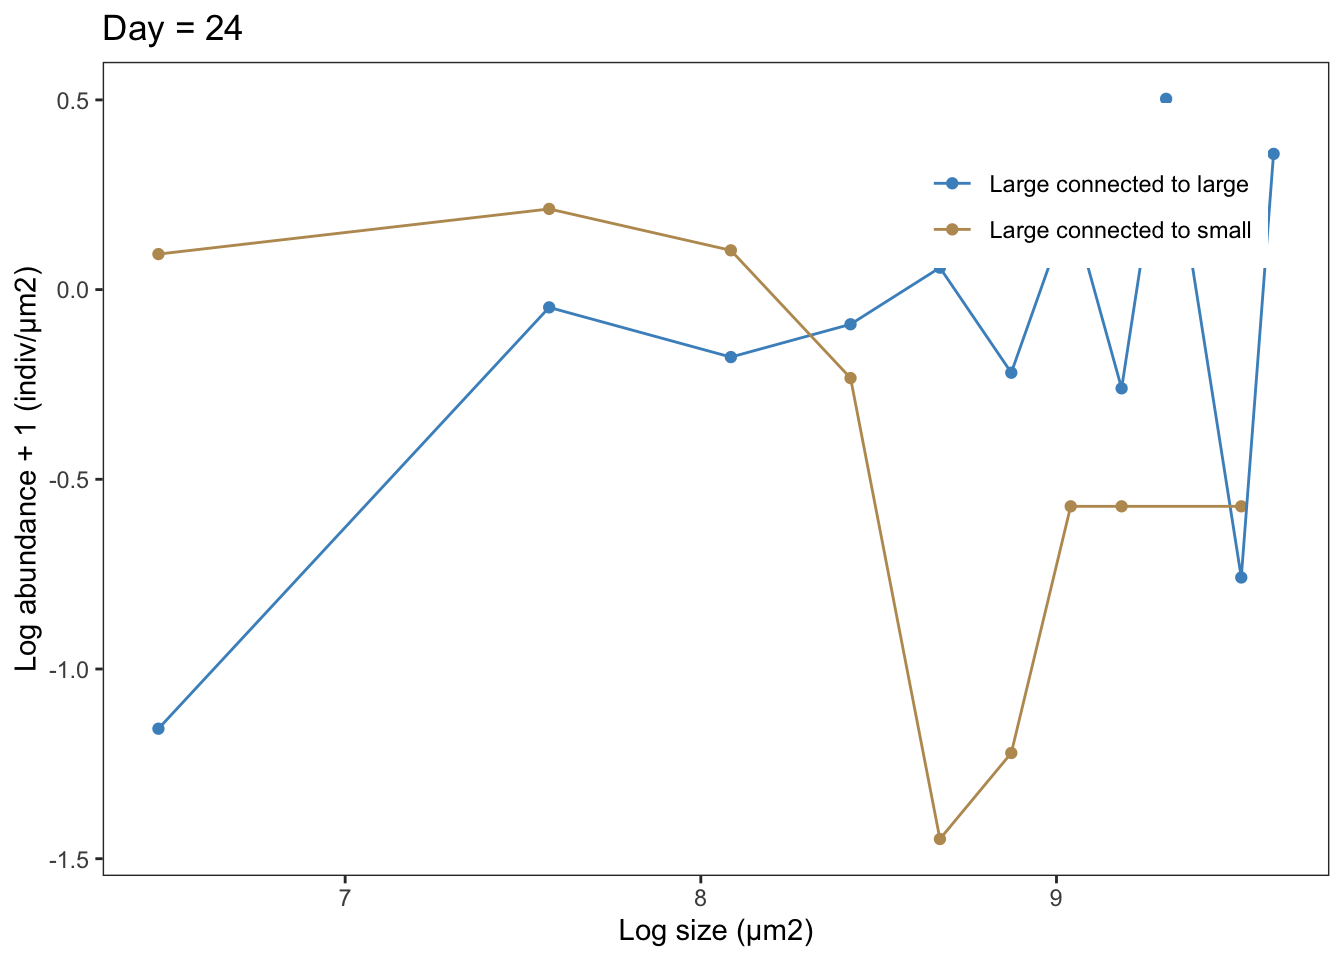 Day = 24
Log abundance + 1 (indiv/µm2)
0.5
0.0
-0.5
-1.0
-1.5
Large connected to large
Large connected to small
7
8
9
Log size (µm2)